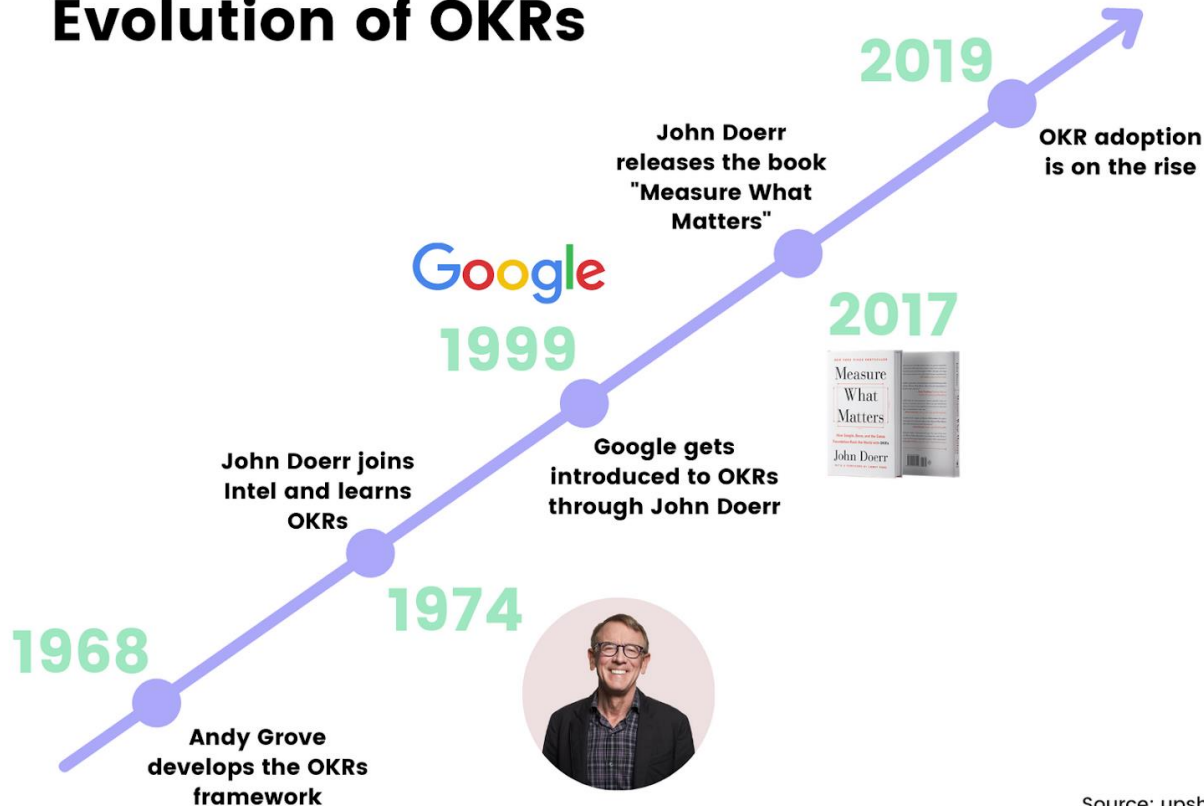 Evolution of OKRs
2019
OKR adoption
is on the rise
John Doerr
releases the book
"Measure What
Matters"
2017
Measure
What
Matters
John Doerr
Google
1999
Google gets
introduced to OKRs
through John Doerr
John Doerr joins
Intel and learns
OKRs
1974
1968
Andy Grove
develops the OKRs
framework
Source: